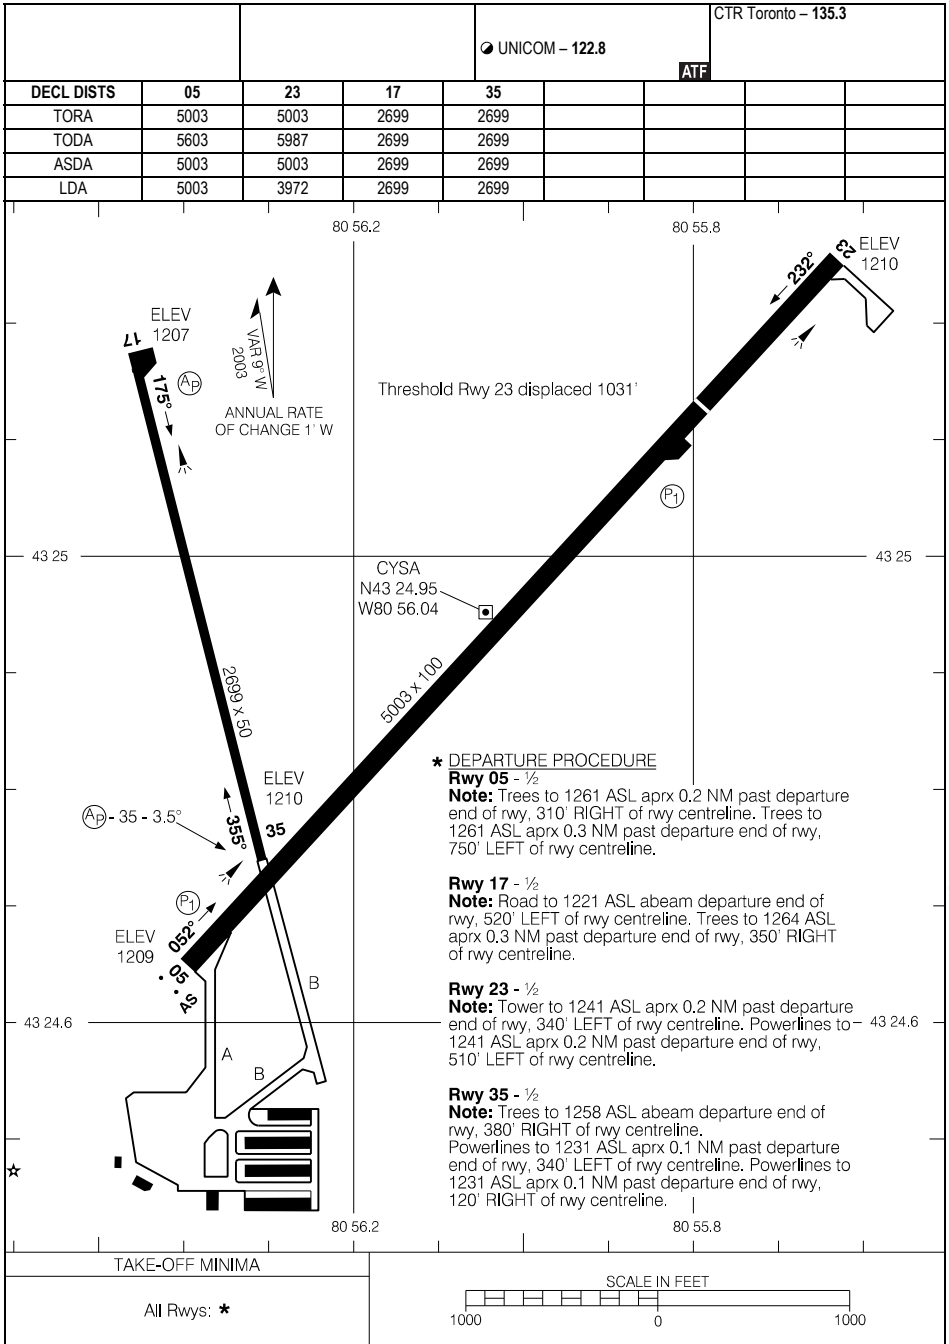 CTR Toronto – 135.3
UNICOM – 122.8
ATF
DECL DISTS 05 23 17 35
TORA 5003 5003 2699 2699
TODA 5603 5987 2699 2699
ASDA 5003 5003 2699 2699
LDA 5003 3972 2699 2699
80 56.2 80 55.8
23
ELEV
1210
232°
17
ELEV
1207
AP
175°
VAR 9° W
2003
ANNUAL RATE
OF CHANGE 1' W
Threshold Rwy 23 displaced 1031'
P1
43 25 43 25
CYSA
N43 24.95
W80 56.04
2699 x 50
5003 x 100
ELEV
1210
AP - 35 - 3.5°
355°
35
P1
052°
ELEV
1209
05
AS
B
43 24.6 43 24.6
A
B
* DEPARTURE PROCEDURE
Rwy 05 - ½
Note: Trees to 1261 ASL aprx 0.2 NM past departure
end of rwy, 310' RIGHT of rwy centreline. Trees to
1261 ASL aprx 0.3 NM past departure end of rwy,
750' LEFT of rwy centreline.
Rwy 17 - ½
Note: Road to 1221 ASL abeam departure end of
rwy, 520' LEFT of rwy centreline. Trees to 1264 ASL
aprx 0.3 NM past departure end of rwy, 350' RIGHT
of rwy centreline.
Rwy 23 - ½
Note: Tower to 1241 ASL aprx 0.2 NM past departure
end of rwy, 340' LEFT of rwy centreline. Powerlines to
1241 ASL aprx 0.2 NM past departure end of rwy,
510' LEFT of rwy centreline.
Rwy 35 - ½
Note: Trees to 1258 ASL abeam departure end of
rwy, 380' RIGHT of rwy centreline.
Powerlines to 1231 ASL aprx 0.1 NM past departure
end of rwy, 340' LEFT of rwy centreline. Powerlines to
1231 ASL aprx 0.1 NM past departure end of rwy,
120' RIGHT of rwy centreline.
80 56.2 80 55.8
TAKE-OFF MINIMA
All Rwys: *
SCALE IN FEET
1000 0 1000